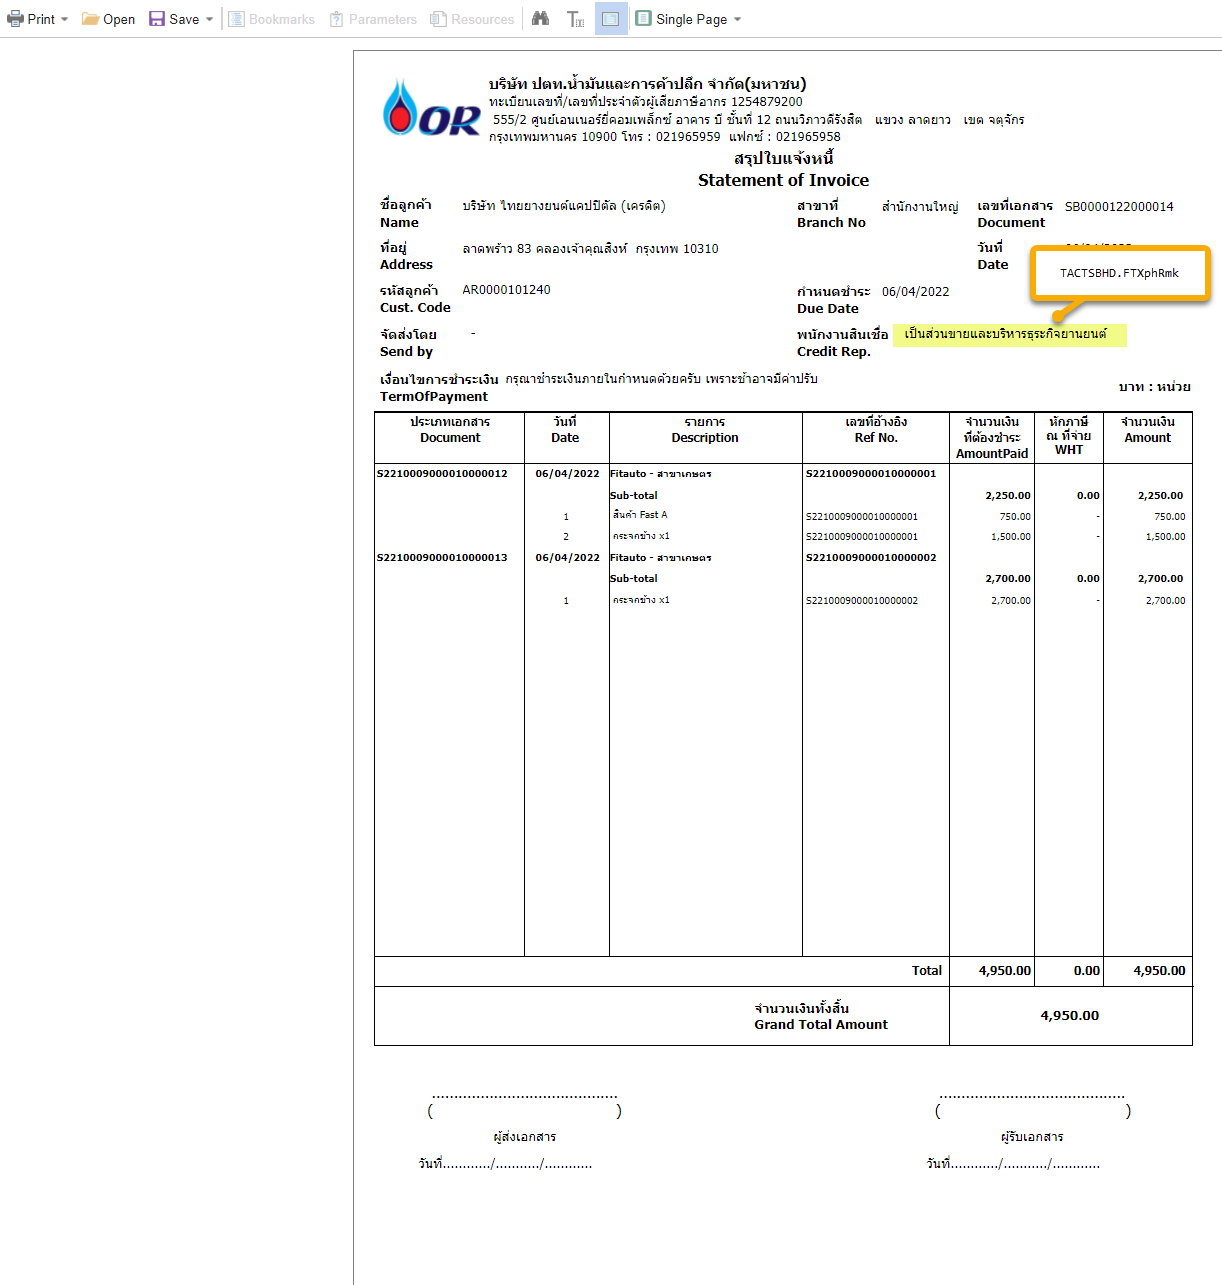 Print Open Save Bookmarks Parameters Resources Single Page
บริษัท ปตท.น้ำมันและการค้าปลีก จำกัด(มหาชน)
OR
ทะเบียนเลขที่/เลขที่ประจำตัวผู้เสียภาษีอากร 1254879200
555/2 ศูนย์เอนเนอร์ยี่คอมเพล็กซ์ อาคาร บี ชั้นที่ 12 ถนนวิภาวดีรังสิต แขวง ลาดยาว เขต จตุจักร
กรุงเทพมหานคร 10900 โทร : 021965959 แฟกซ์ : 021965958
สรุปใบแจ้งหนี้
Statement of Invoice
ชื่อลูกค้า บริษัท ไทยยางยนต์แคปปิตัล (เครดิต) สาขาที่ สำนักงานใหญ่ เลขที่เอกสาร SB0000122000014
Name Branch No Document
ที่อยู่ ลาดพร้าว 83 คลองเจ้าคุณสิงห์ กรุงเทพ 10310 วันที่
Address Date
TACTSBHD.FTXphRmk
รหัสลูกค้า AR0000101240 กำหนดชำระ 06/04/2022
Cust. Code Due Date
จัดส่งโดย - พนักงานสินเชื่อ เป็นส่วนขายและบริหารธุระกิจยานยนต์
Send by Credit Rep.
เงื่อนไขการชำระเงิน กรุณาชำระเงินภายในกำหนดด้วยครับ เพราะช้าอาจมีค่าปรับ
TermOfPayment บาท : หน่วย
ประเภทเอกสาร วันที่ รายการ เลขที่อ้างอิง จำนวนเงิน หักภาษี จำนวนเงิน
Document Date Description Ref No. ที่ต้องชำระ ณ ที่จ่าย Amount
AmountPaid WHT
S2210009000010000012 06/04/2022 Fitauto - สาขาเกษตร S2210009000010000001
Sub-total 2,250.00 0.00 2,250.00
1 สินค้า Fast A S2210009000010000001 750.00 - 750.00
2 กระจกข้าง x1 S2210009000010000001 1,500.00 - 1,500.00
S2210009000010000013 06/04/2022 Fitauto - สาขาเกษตร S2210009000010000002
Sub-total 2,700.00 0.00 2,700.00
1 กระจกข้าง x1 S2210009000010000002 2,700.00 - 2,700.00
Total 4,950.00 0.00 4,950.00
จำนวนเงินทั้งสิ้น
Grand Total Amount 4,950.00
..........................................  ..........................................
( ) ( )
ผู้ส่งเอกสาร ผู้รับเอกสาร
วันที่............/.........../............ วันที่............/.........../............